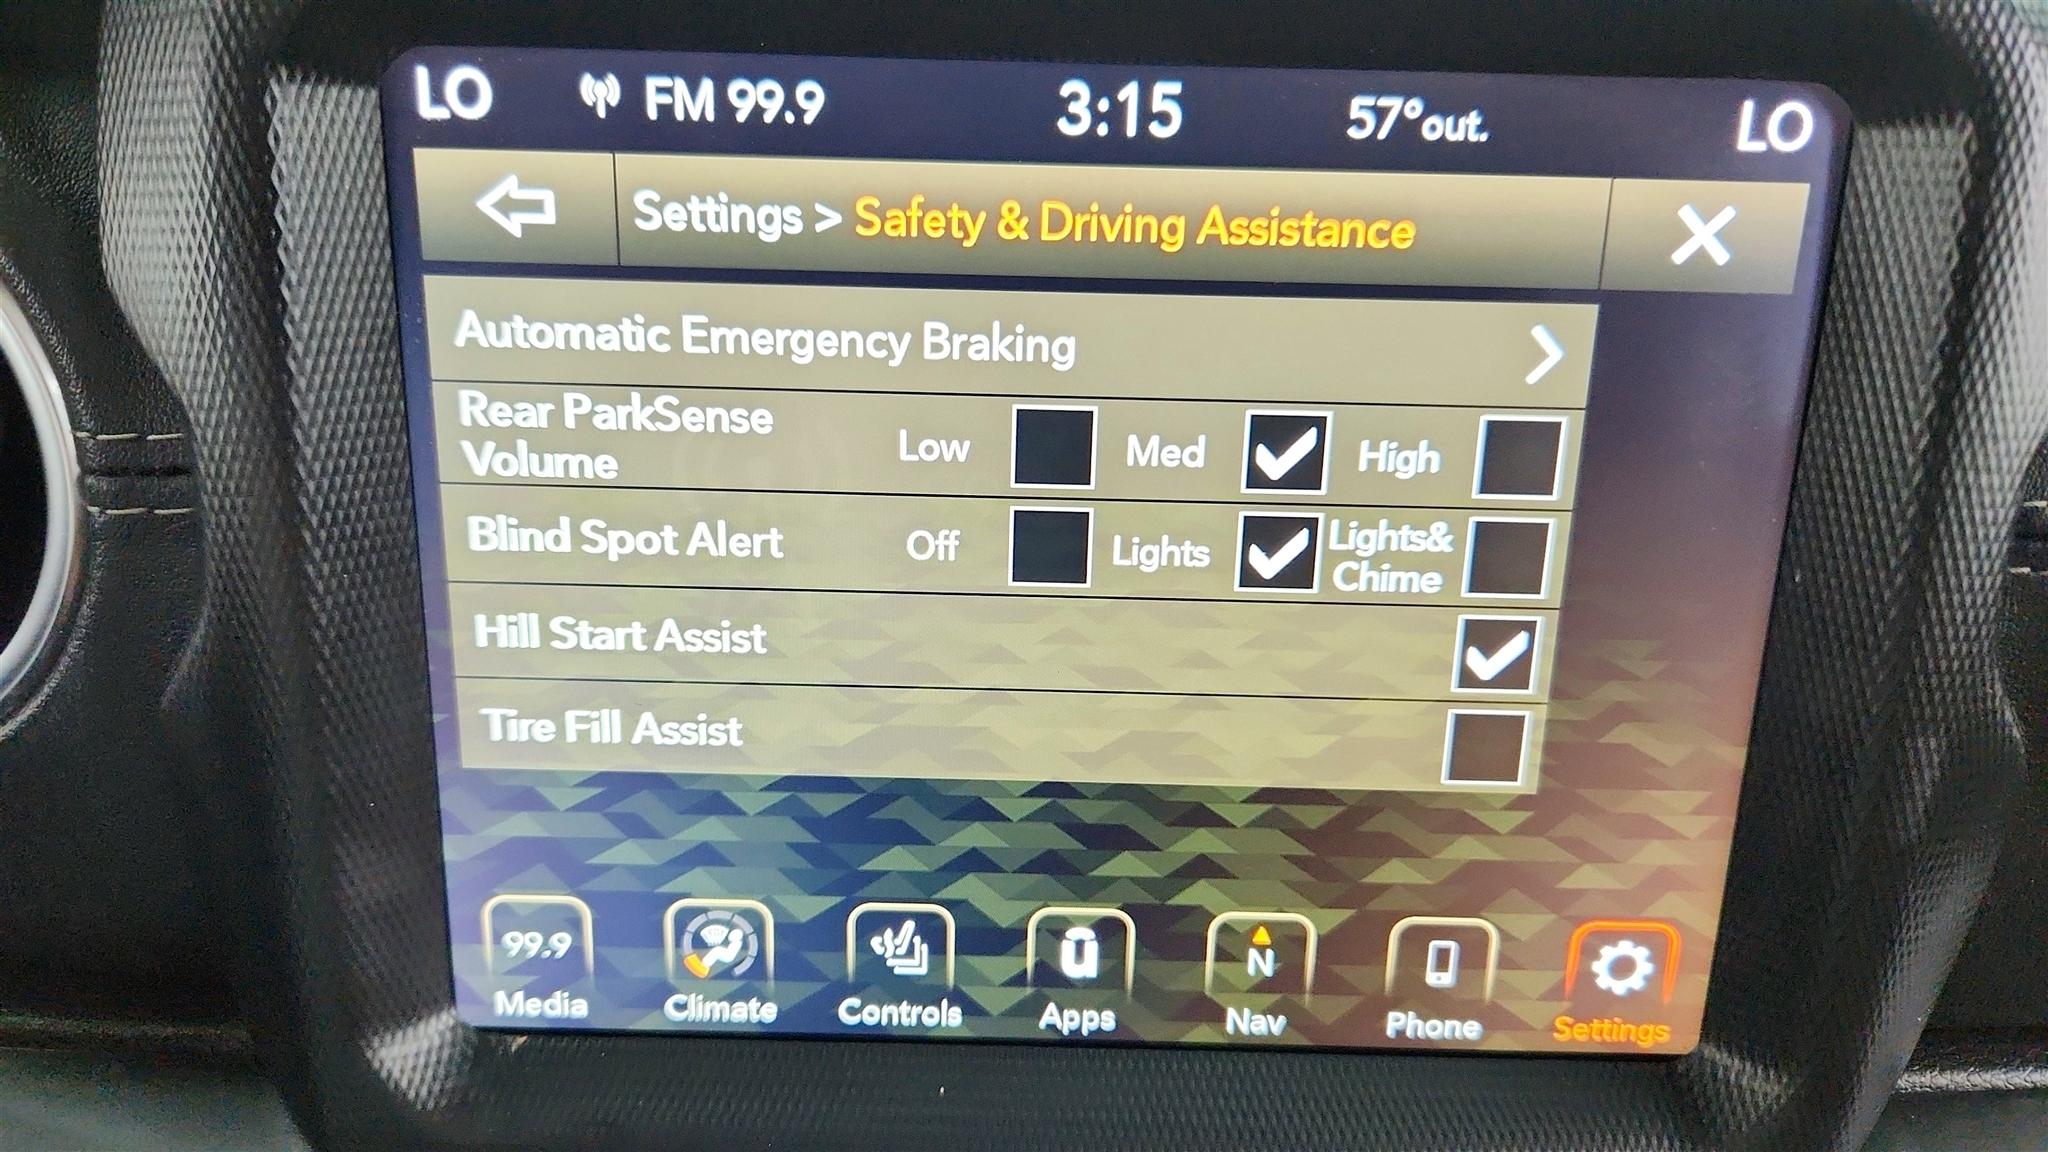 LO FM 99.9 3:15 57°out. LO
Settings > Safety & Driving Assistance
Automatic Emergency Braking
Rear ParkSense
Volume
Low Med High
Blind Spot Alert Off Lights Lights&
Chime
Hill Start Assist
Tire Fill Assist
99.9 ū N
Media Climate Controls Apps Nav Phone Settings